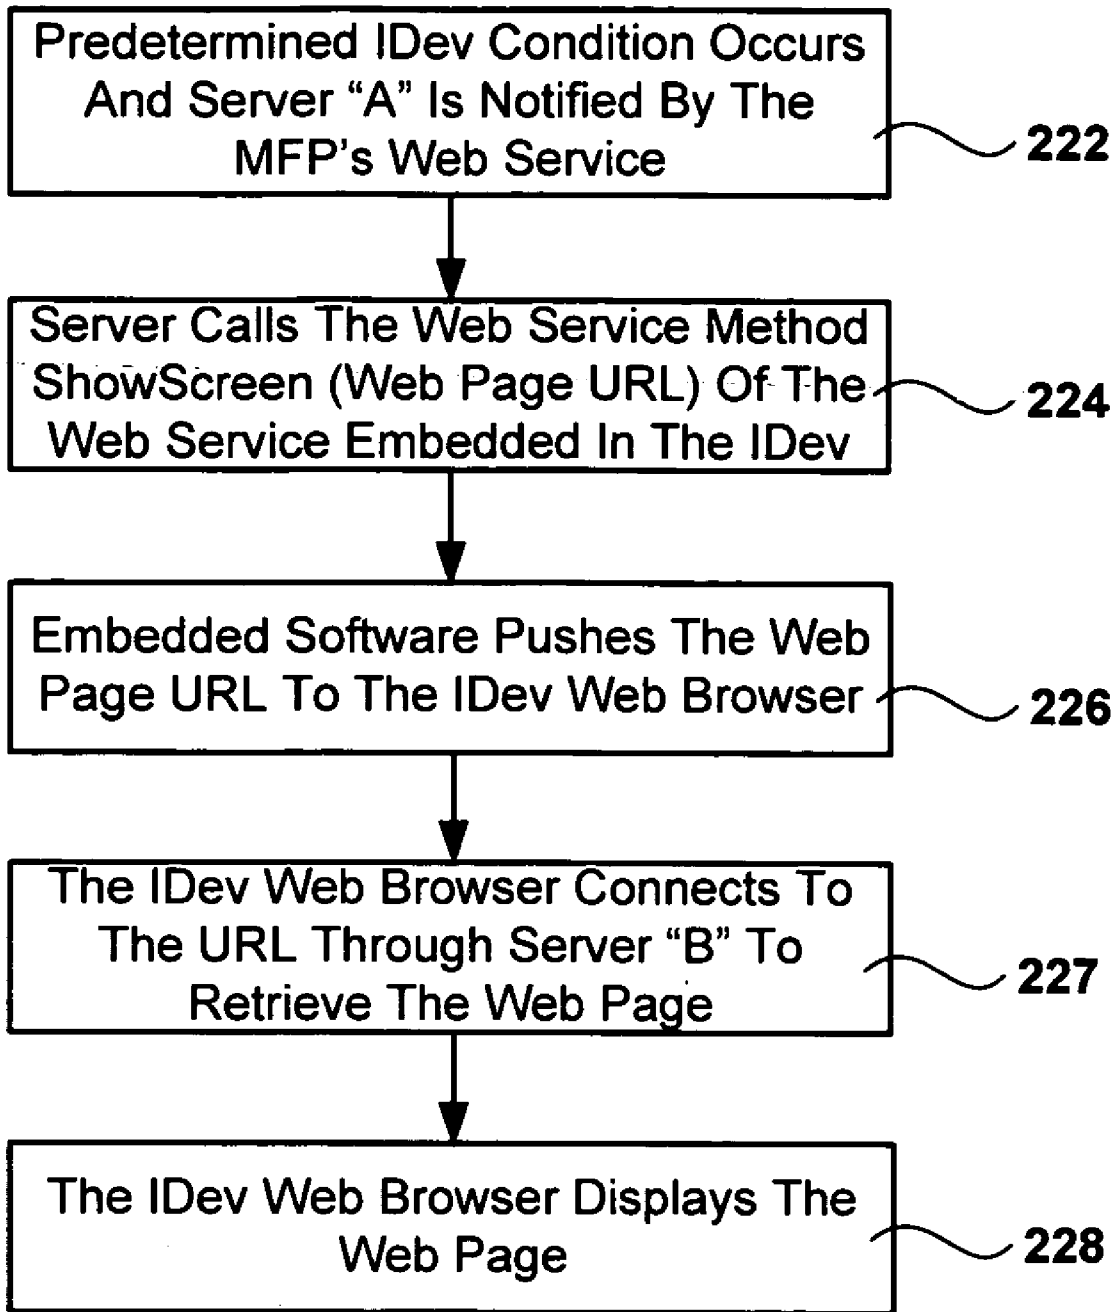 Predetermined IDev Condition Occurs
And Server “A” Is Notified By The
MFP’s Web Service
222
Server Calls The Web Service Method
ShowScreen (Web Page URL) Of The
Web Service Embedded In The IDev
224
Embedded Software Pushes The Web
Page URL To The IDev Web Browser
226
The IDev Web Browser Connects To
The URL Through Server “B” To
Retrieve The Web Page
227
The IDev Web Browser Displays The
Web Page
228